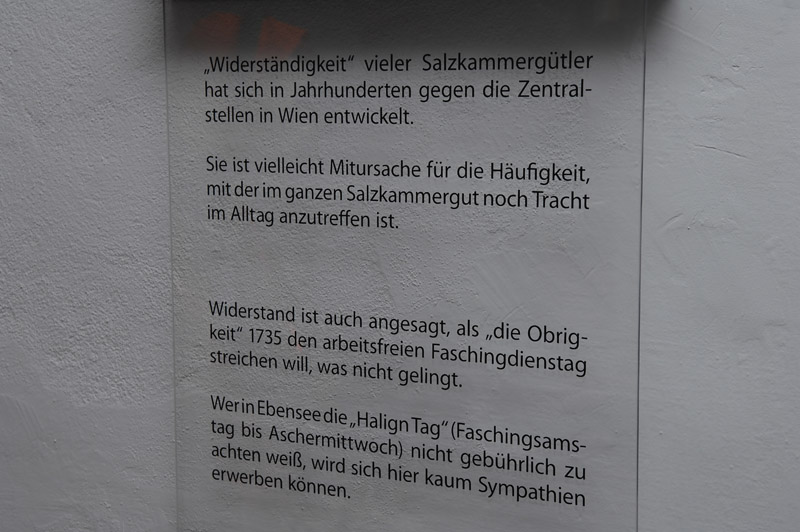 „Widerständigkeit“ vieler Salzkammergütler
hat sich in Jahrhunderten gegen die Zentral-
stellen in Wien entwickelt.
Sie ist vielleicht Mitursache für die Häufigkeit,
mit der im ganzen Salzkammergut noch Tracht
im Alltag anzutreffen ist.
Widerstand ist auch angesagt, als „die Obrig-
keit“ 1735 den arbeitsfreien Faschingdienstag
streichen will, was nicht gelingt.
Wer in Ebensee die „Halign Tag“ (Faschingsams-
tag bis Aschermittwoch) nicht gebührlich zu
achten weiß, wird sich hier kaum Sympathien
erwerben können.